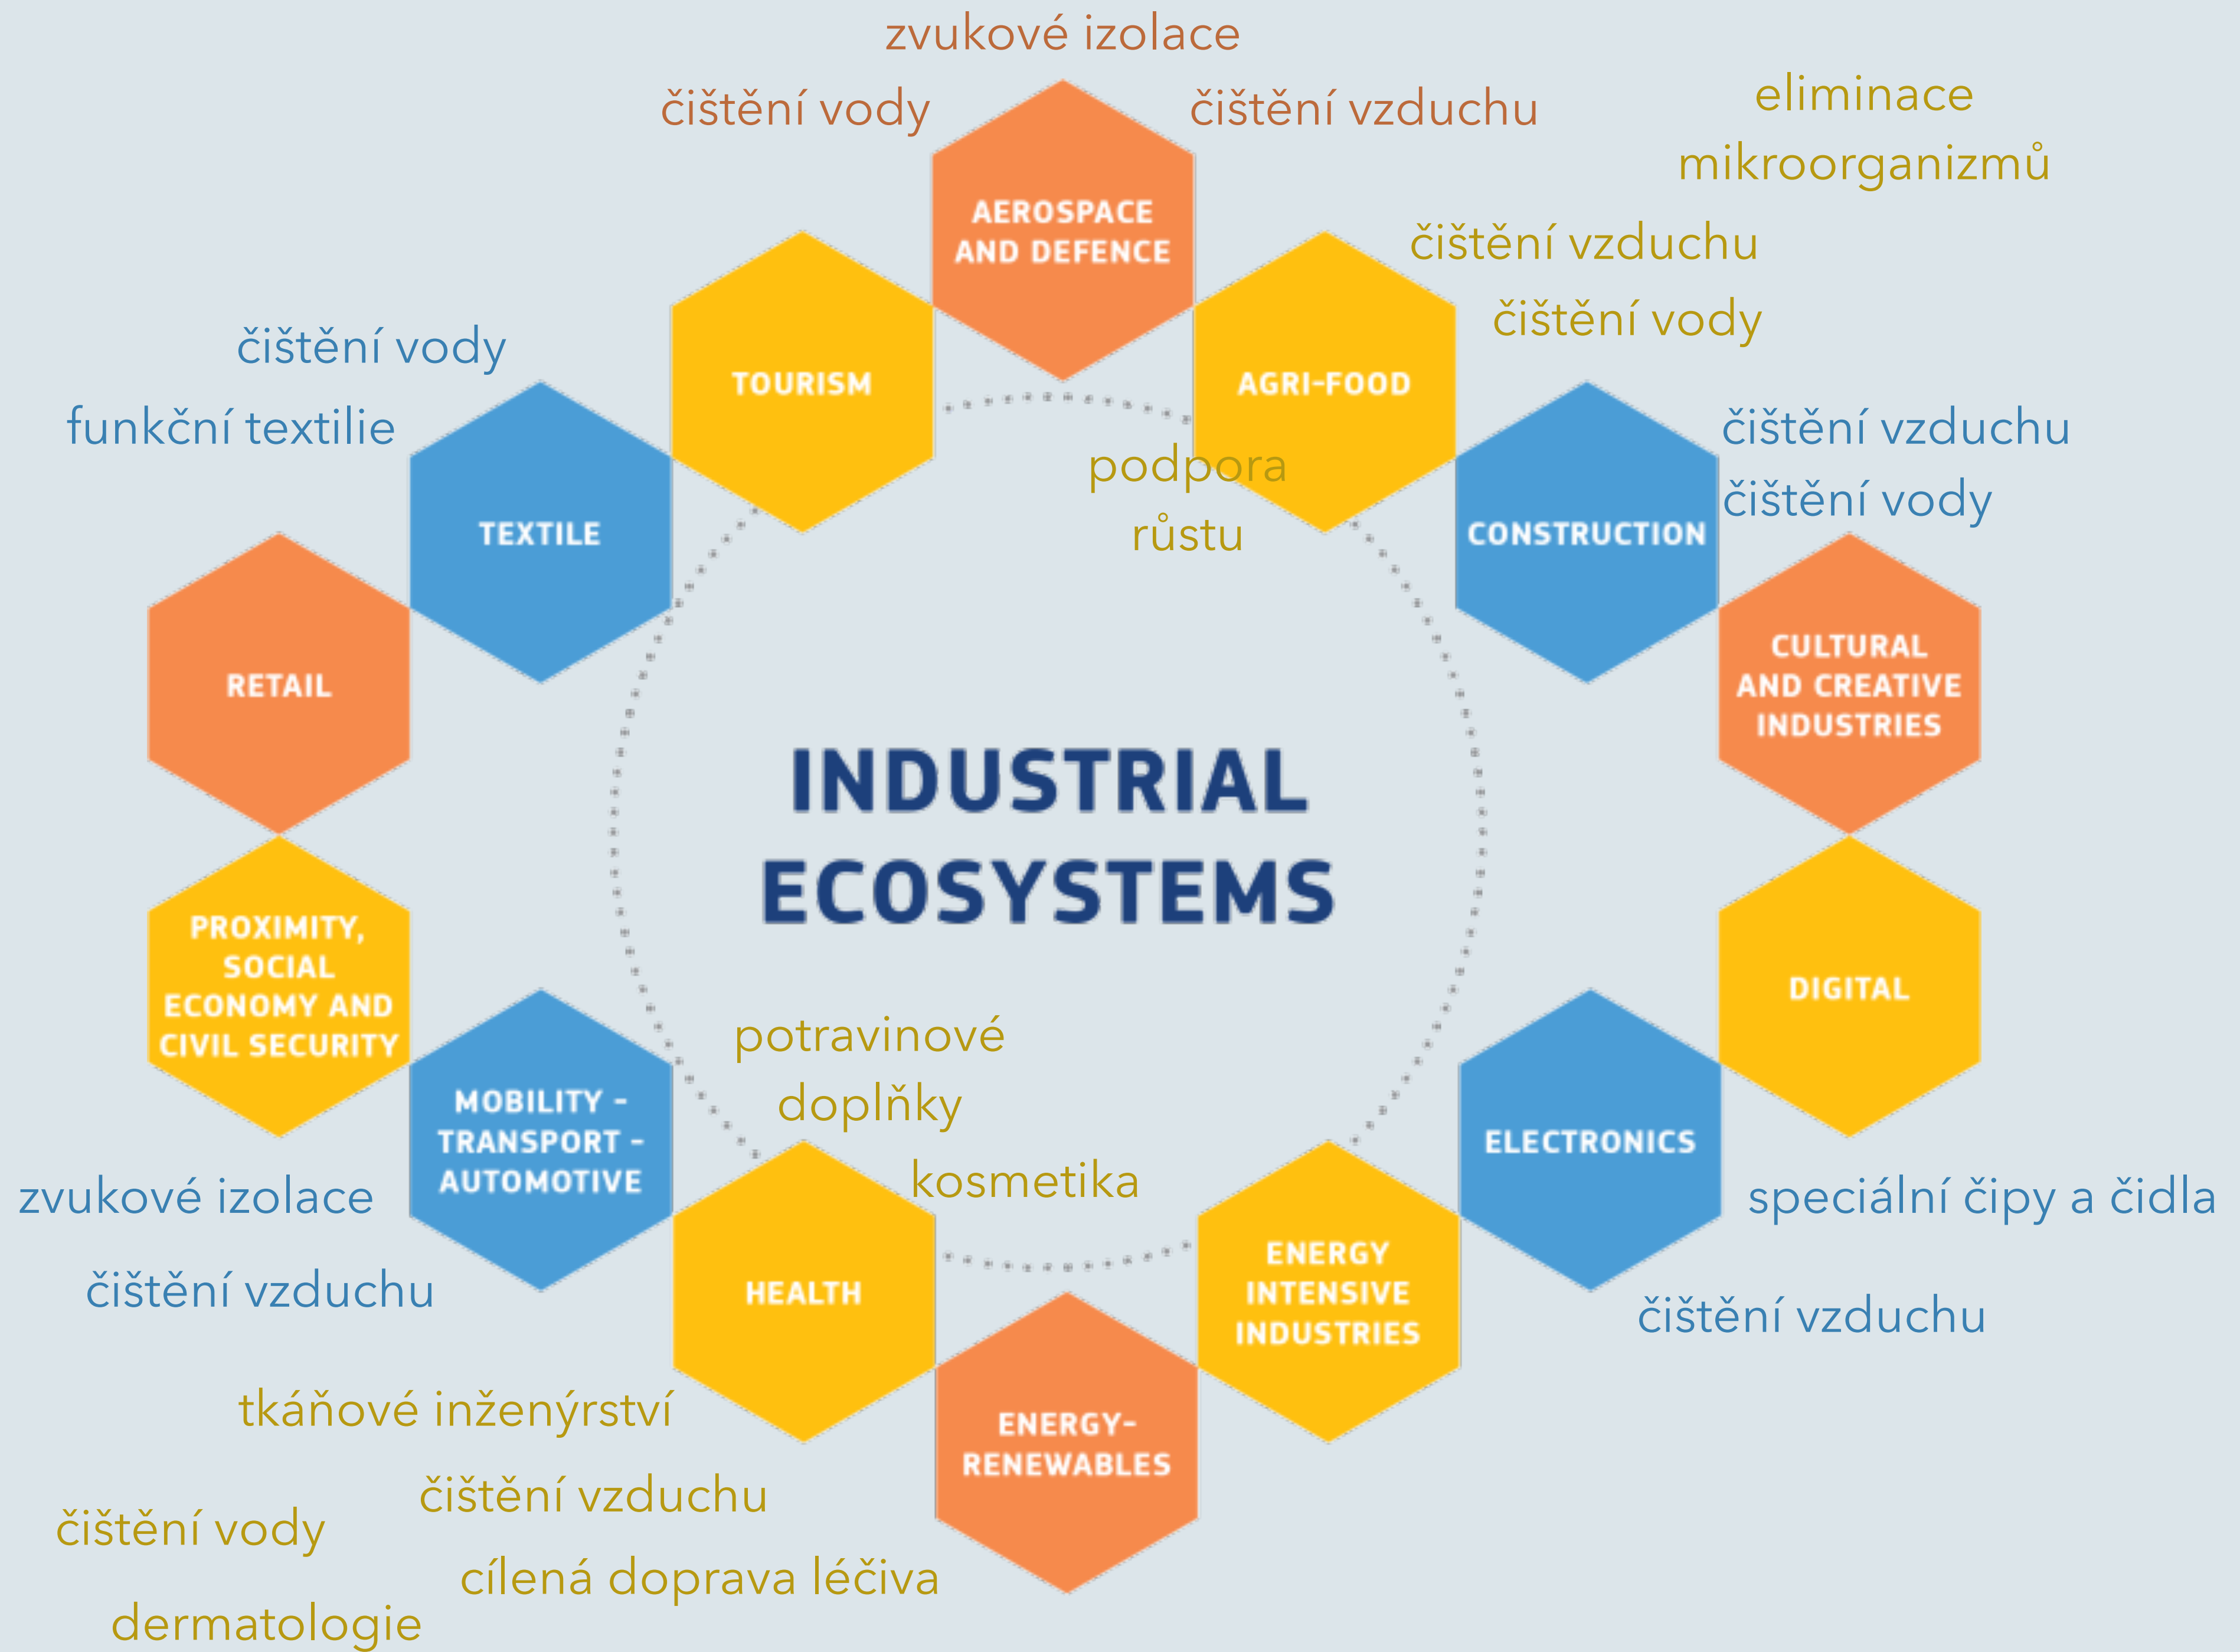 zvukové izolace
čištění vody
čištění vzduchu
eliminace
mikroorganizmů
AEROSPACE
AND DEFENCE
čištění vzduchu
čištění vody
čištění vody
funkční textilie
TOURISM
AGRI-FOOD
čištění vzduchu
čištění vody
podpora
růstu
TEXTILE
CONSTRUCTION
RETAIL
CULTURAL
AND CREATIVE
INDUSTRIES
INDUSTRIAL
ECOSYSTEMS
PROXIMITY,
SOCIAL
ECONOMY AND
CIVIL SECURITY
DIGITAL
potravinové
doplňky
kosmetika
MOBILITY -
TRANSPORT -
AUTOMOTIVE
ELECTRONICS
zvukové izolace
čištění vzduchu
speciální čipy a čidla
čištění vzduchu
HEALTH
ENERGY
INTENSIVE
INDUSTRIES
tkáňové inženýrství
ENERGY-
RENEWABLES
čištění vzduchu
čištění vody
cílená doprava léčiva
dermatologie